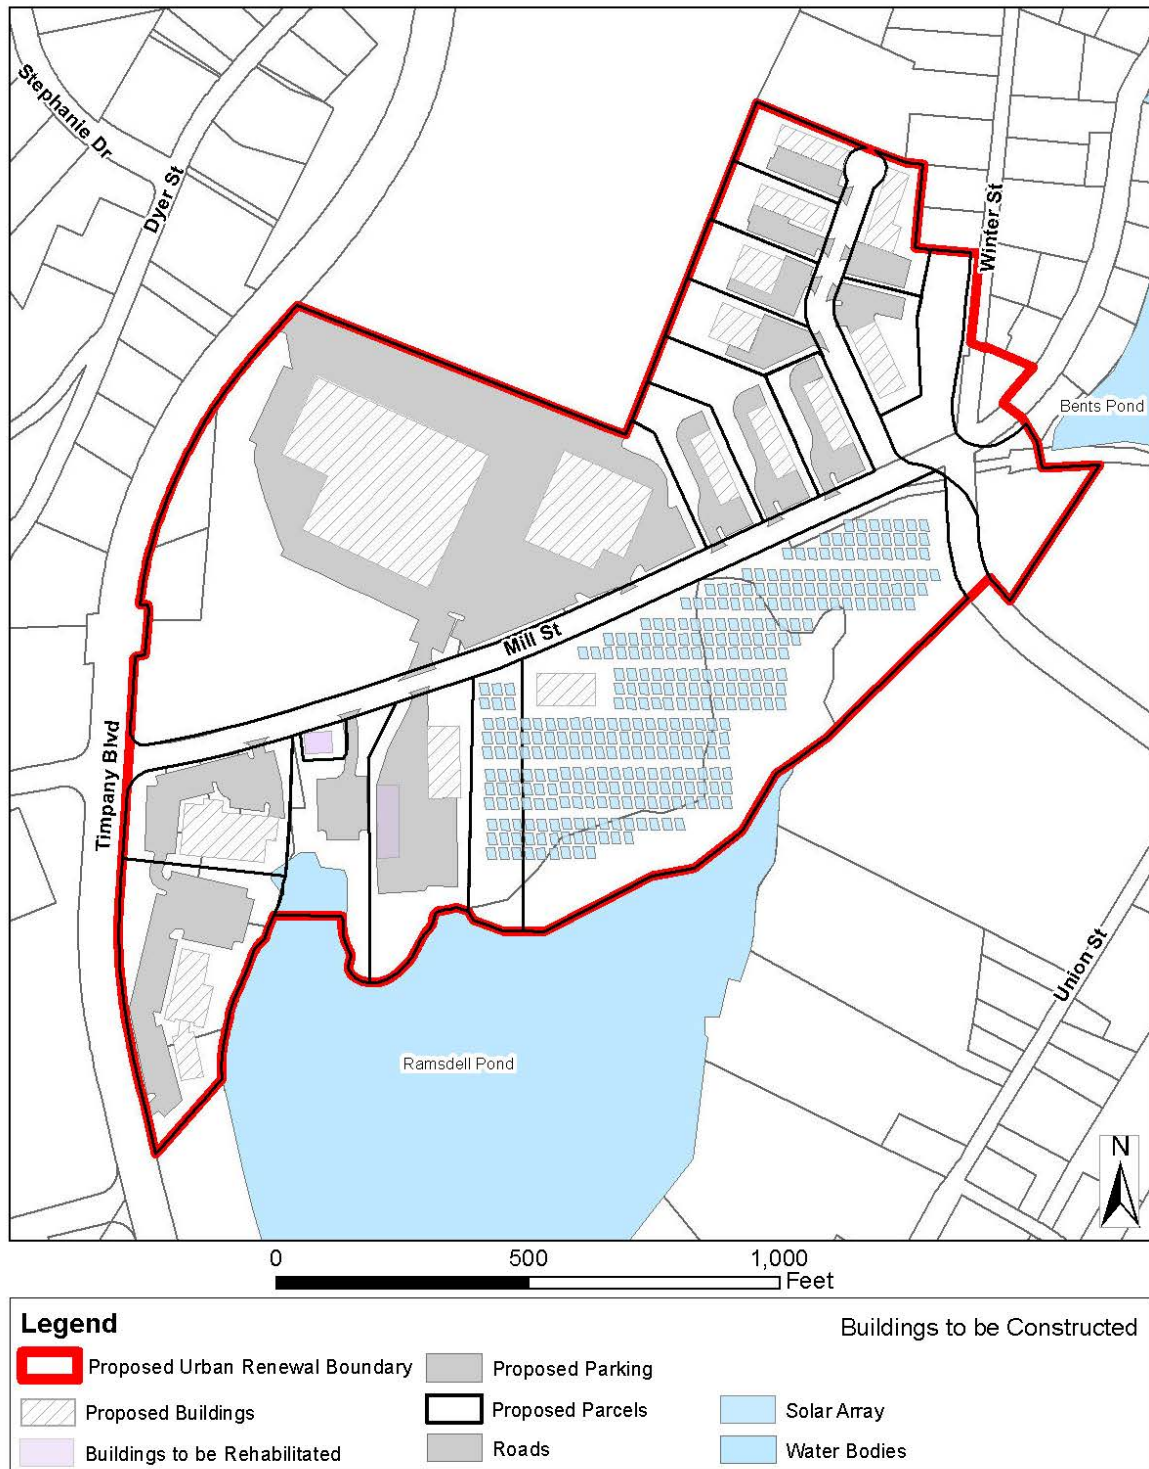 Stephanie Dr
Dyer St
Winter St
Bents Pond
Mill St
Timpany Blvd
Union St
Ramsdell Pond
N
0 500 1,000
Feet
Legend
Buildings to be Constructed
Proposed Urban Renewal Boundary
Proposed Parking
Proposed Buildings
Proposed Parcels
Solar Array
Buildings to be Rehabilitated
Roads
Water Bodies